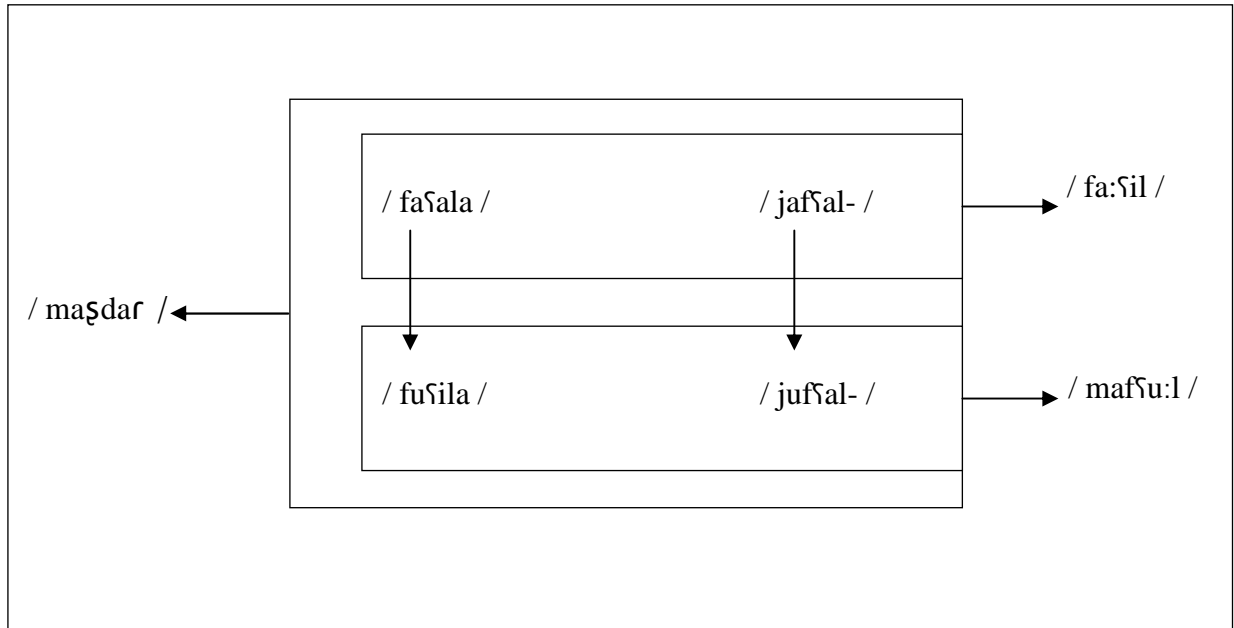 / faʕala /
/ jafʕal- /
/ fa:ʕil /
/ maʂdaɾ /
/ fuʕila /
/ jufʕal- /
/ mafʕu:l /